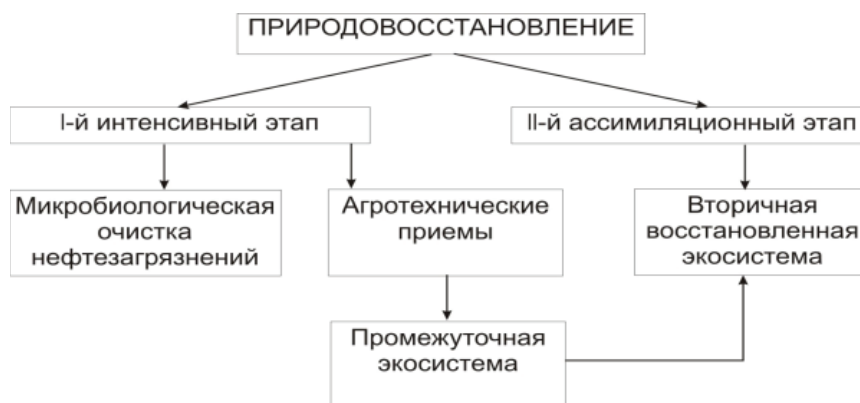 ПРИРОДОВОССТАНОВЛЕНИЕ
I-й интенсивный этап
II-й ассимиляционный этап
Микробиологическая
очистка
нефтезагрязнений
Агротехнические
приемы
Вторичная
восстановленная
экосистема
Промежуточная
экосистема